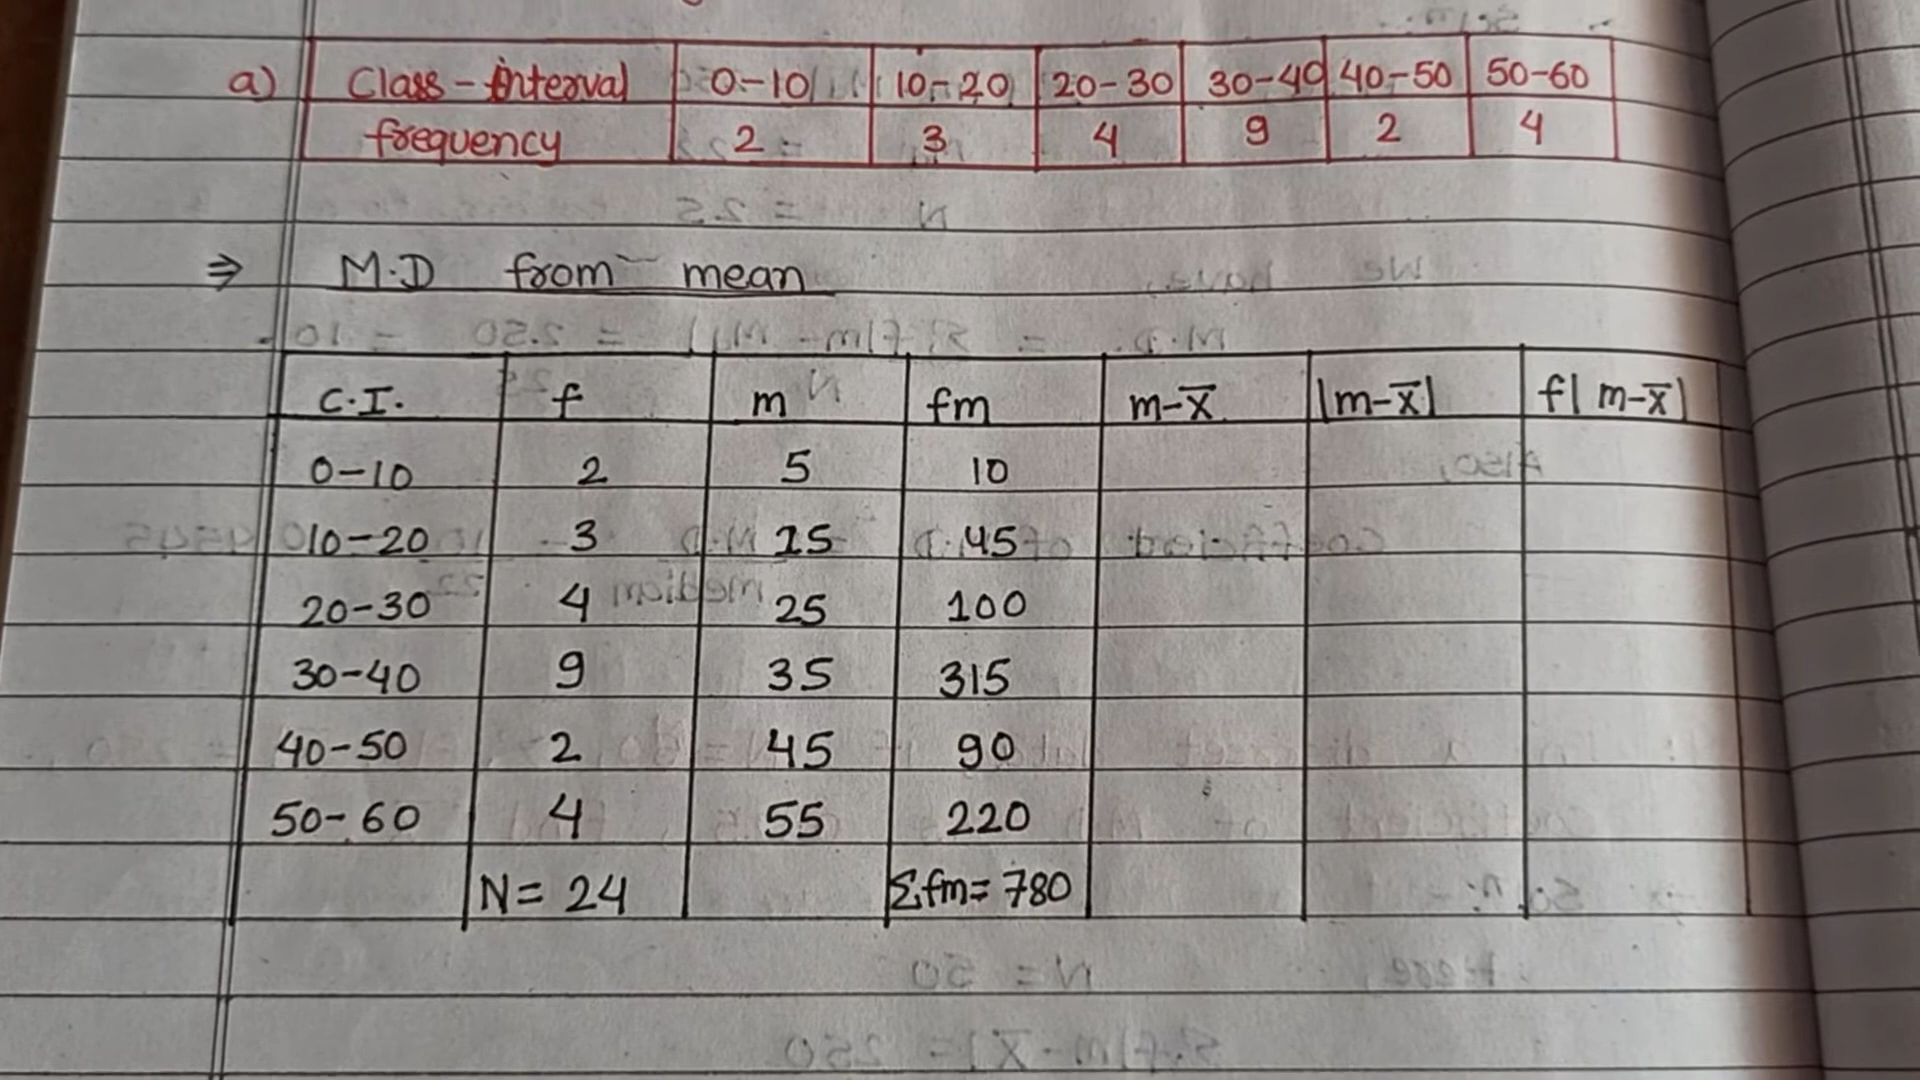 a) Class-interval 0-10 10-20 20-30 30-40 40-50 50-60
frequency 2 3 4 9 2 4
⇒ M.D from mean
C.I. f m fm m-x̅ |m-x̅| f|m-x̅|
0-10 2 5 10
10-20 3 15 45
20-30 4 25 100
30-40 9 35 315
40-50 2 45 90
50-60 4 55 220
N= 24 Σfm= 780